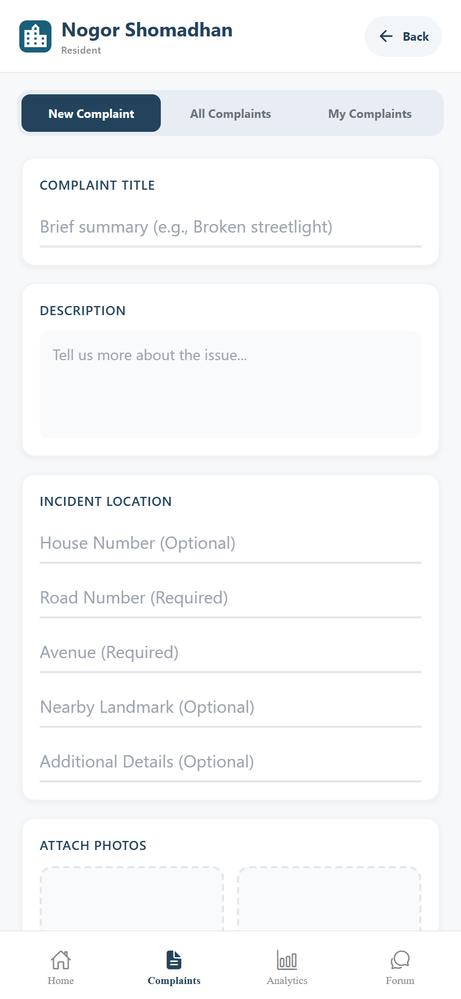 Nogor Shomadhan
Resident
Back
New Complaint
All Complaints
My Complaints
COMPLAINT TITLE
Brief summary (e.g., Broken streetlight)
DESCRIPTION
Tell us more about the issue...
INCIDENT LOCATION
House Number (Optional)
Road Number (Required)
Avenue (Required)
Nearby Landmark (Optional)
Additional Details (Optional)
ATTACH PHOTOS
Home
Complaints
Analytics
Forum